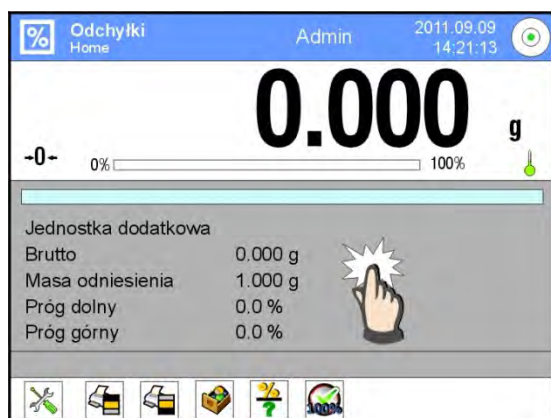 %
Odchyłki
Home
Admin
2011.09.09
14:21:13
0.000 g
→0←
0% 100%
Jednostka dodatkowa
Brutto 0.000 g
Masa odniesienia 1.000 g
Próg dolny 0.0 %
Próg górny 0.0 %
%
?
100%